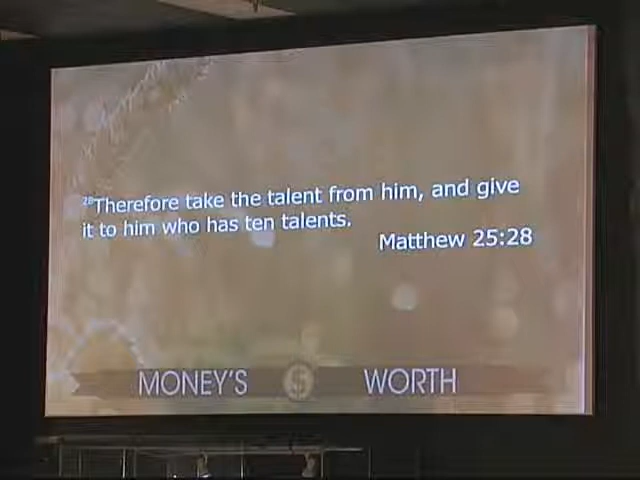 28Therefore take the talent from him, and give
it to him who has ten talents.
Matthew 25:28
MONEY'S $ WORTH